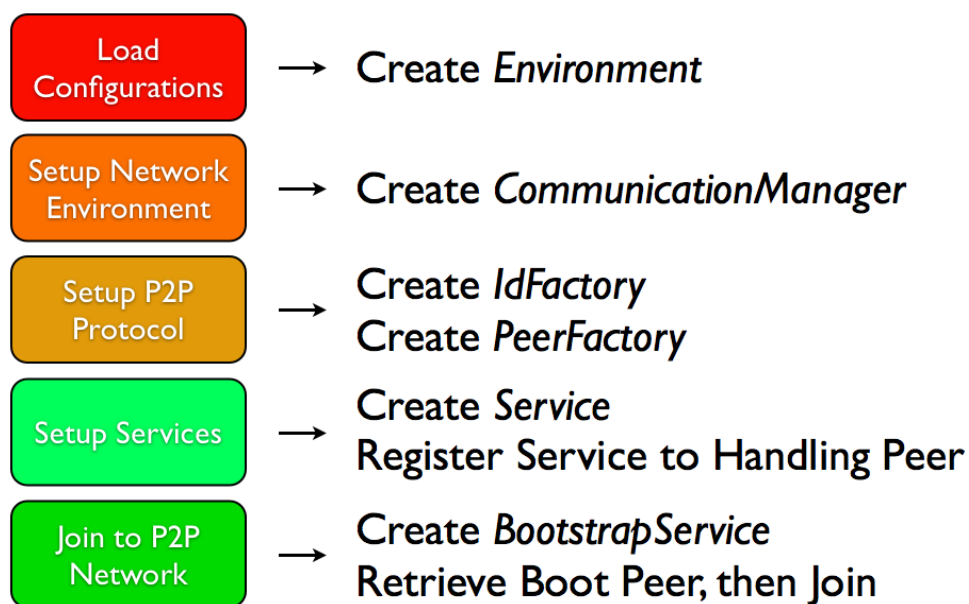 Load
Configurations
Create Environment
Setup Network
Environment
Create CommunicationManager
Setup P2P
Protocol
Create IdFactory
Create PeerFactory
Setup Services
Create Service
Register Service to Handling Peer
Join to P2P
Network
Create BootstrapService
Retrieve Boot Peer, then Join